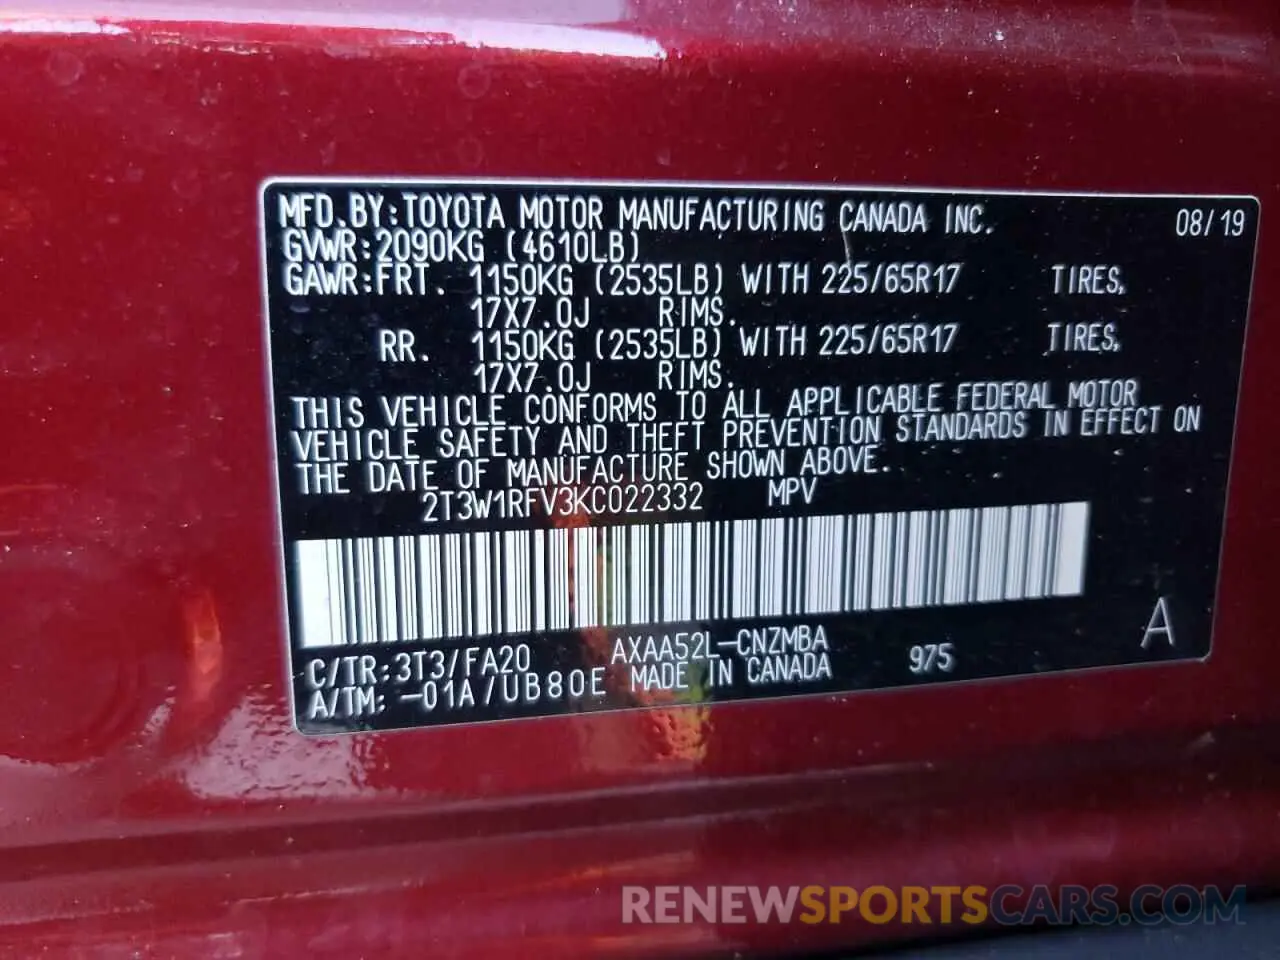 MFD.BY:TOYOTA MOTOR MANUFACTURING CANADA INC. 08/19
GVWR:2090KG (4610LB)
GAWR:FRT. 1150KG (2535LB) WITH 225/65R17 TIRES,
17X7.0J RIMS.
RR. 1150KG (2535LB) WITH 225/65R17 TIRES,
17X7.0J RIMS.
THIS VEHICLE CONFORMS TO ALL APPLICABLE FEDERAL MOTOR
VEHICLE SAFETY AND THEFT PREVENTION STANDARDS IN EFFECT ON
THE DATE OF MANUFACTURE SHOWN ABOVE.
2T3W1RFV3KC022332 MPV
C/TR:3T3/FA20 AXAA52L-CNZMBA 975 A
A/TM:-01A/UB80E MADE IN CANADA
RENEWSPORTSCARS.COM